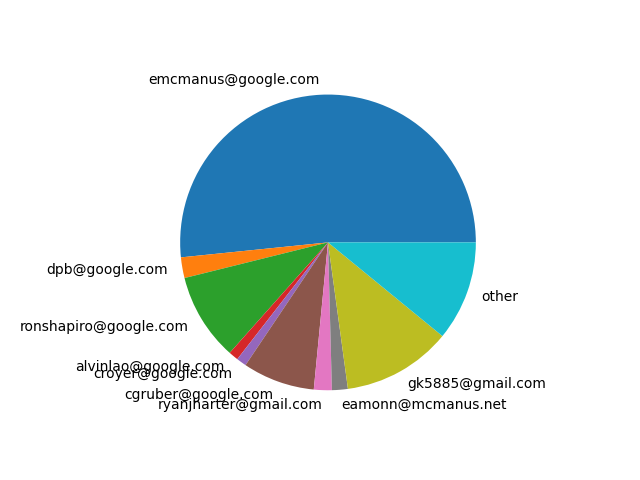 emcmanus@google.com
dpb@google.com
ronshapiro@google.com
alvinlao@google.com
croyer@google.com
cgruber@google.com
ryanjharter@gmail.com
eamonn@mcmanus.net
gk5885@gmail.com
other